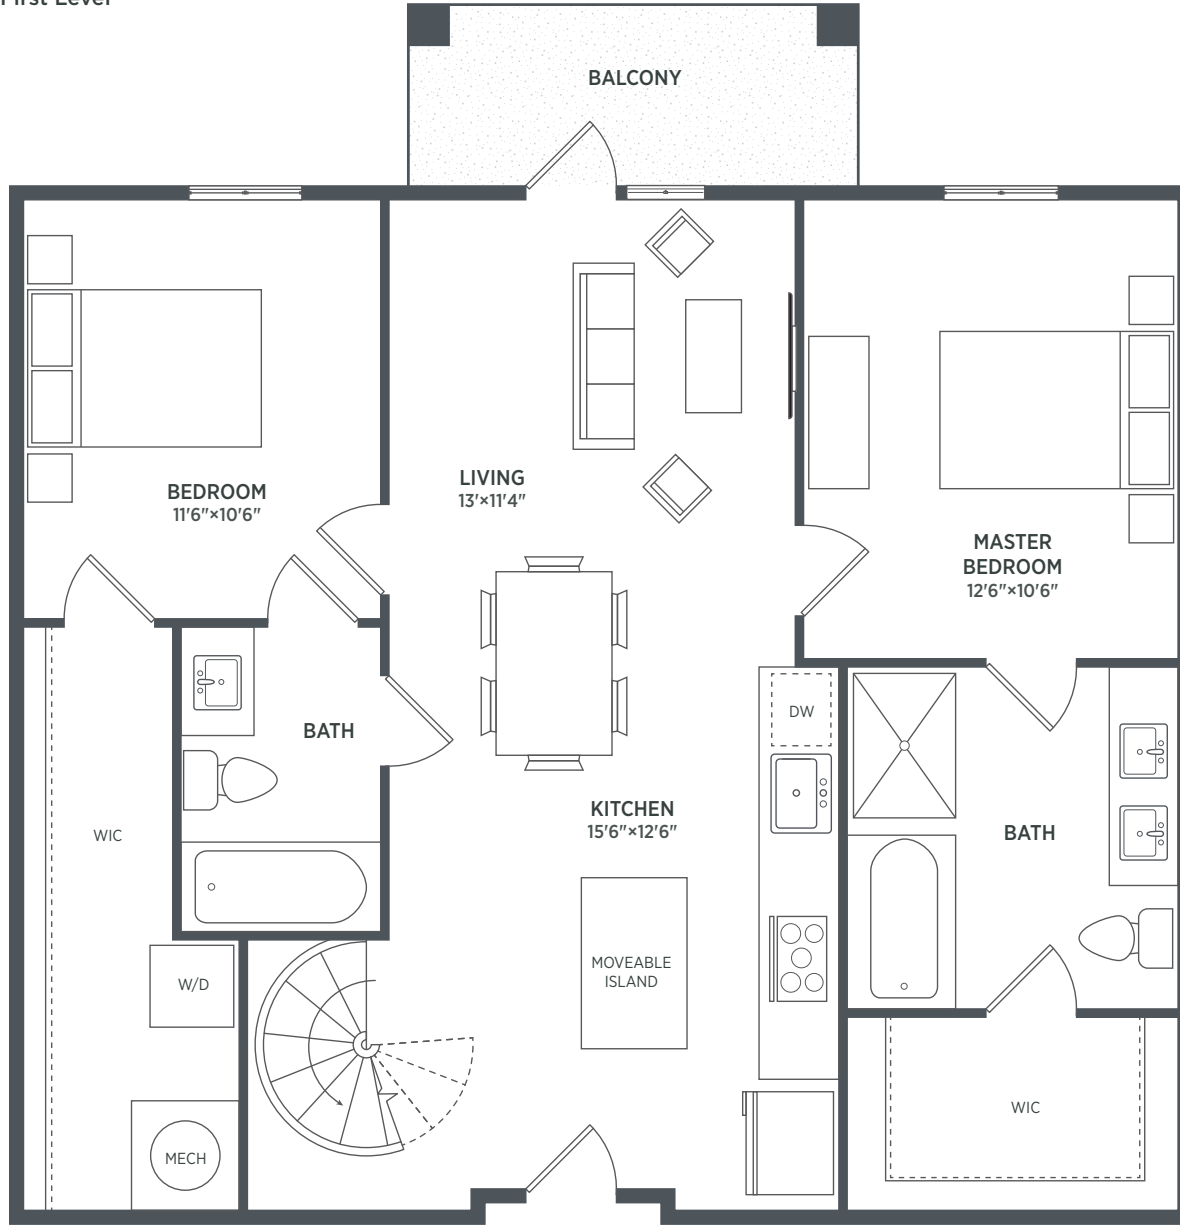 First Level
BALCONY
LIVING
13'×11'4"
BEDROOM
11'6"×10'6"
MASTER
BEDROOM
12'6"×10'6"
BATH
DW
KITCHEN
15'6"×12'6"
BATH
WIC
MOVEABLE
ISLAND
W/D
WIC
MECH